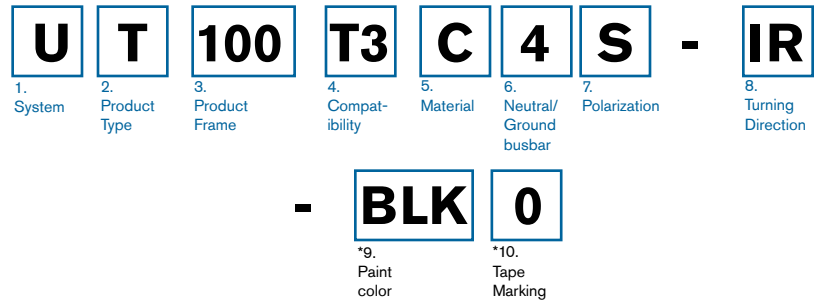 U T 100 T3 C 4 S - IR
1. 2. 3. 4. 5. 6. 7. 8.
System Product Product Compat- Material Neutral/ Polarization Turning
Type Frame ibility Ground Direction
busbar
- BLK 0
*9. *10.
Paint Tape
color Marking